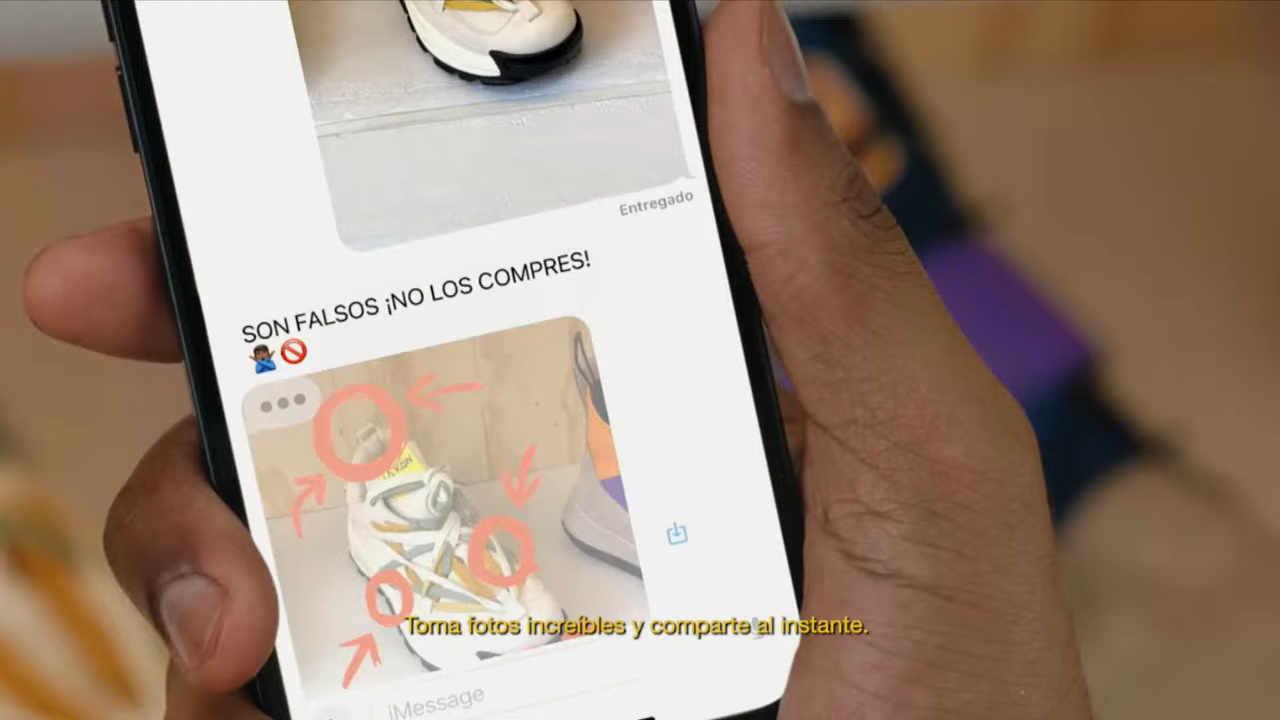 Entregado
SON FALSOS ¡NO LOS COMPRES!
🙅🏾‍♂️🚫
Toma fotos increíbles y comparte al instante.
iMessage